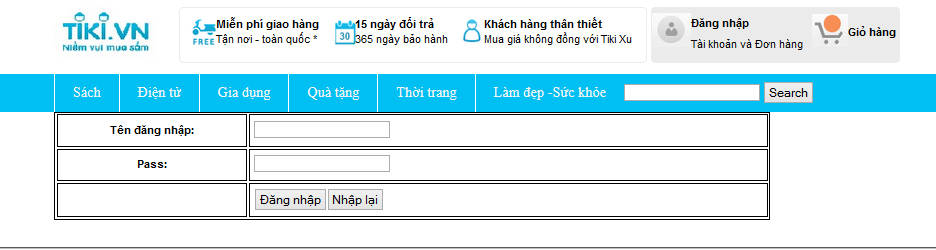 TIKI.VN
Niềm vui mua sắm
FREE
Miễn phí giao hàng
Tận nơi - toàn quốc *
30
15 ngày đổi trả
365 ngày bảo hành
Khách hàng thân thiết
Mua giá không đồng với Tiki Xu
Đăng nhập
Tài khoản và Đơn hàng
Giỏ hàng
Sách
Điện tử
Gia dụng
Quà tặng
Thời trang
Làm đẹp -Sức khỏe
Search
Tên đăng nhập:
Pass:
Đăng nhập Nhập lại